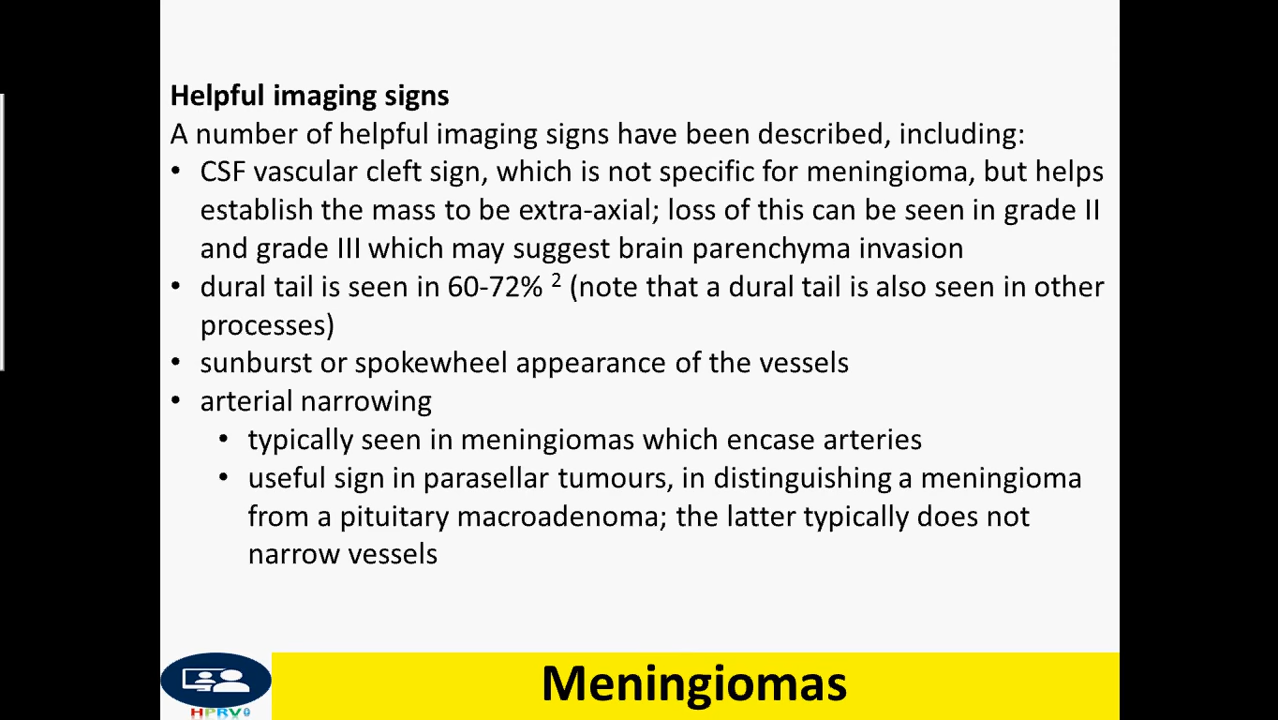 Helpful imaging signs
A number of helpful imaging signs have been described, including:
• CSF vascular cleft sign, which is not specific for meningioma, but helps
establish the mass to be extra-axial; loss of this can be seen in grade II
and grade III which may suggest brain parenchyma invasion
• dural tail is seen in 60-72% ² (note that a dural tail is also seen in other
processes)
• sunburst or spokewheel appearance of the vessels
• arterial narrowing
• typically seen in meningiomas which encase arteries
• useful sign in parasellar tumours, in distinguishing a meningioma
from a pituitary macroadenoma; the latter typically does not
narrow vessels
Meningiomas